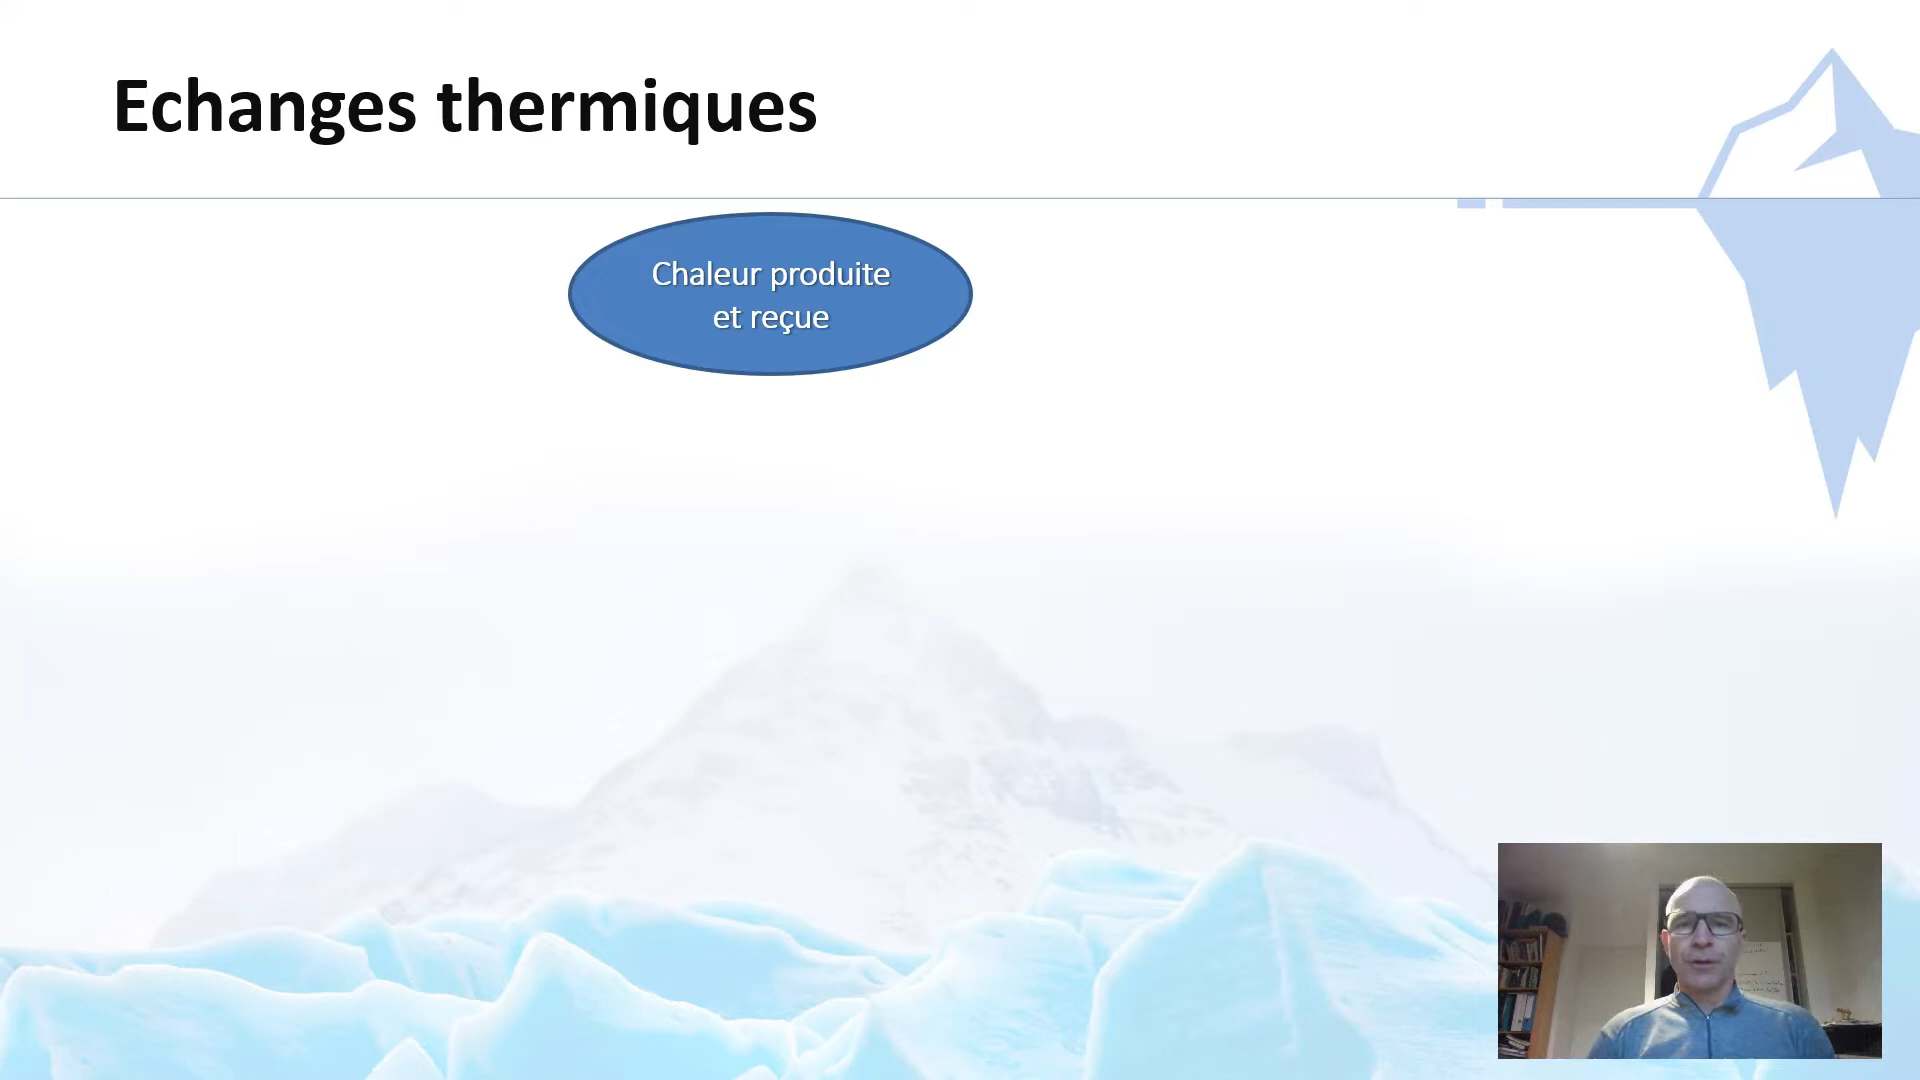 Echanges thermiques
Chaleur produite
et reçue